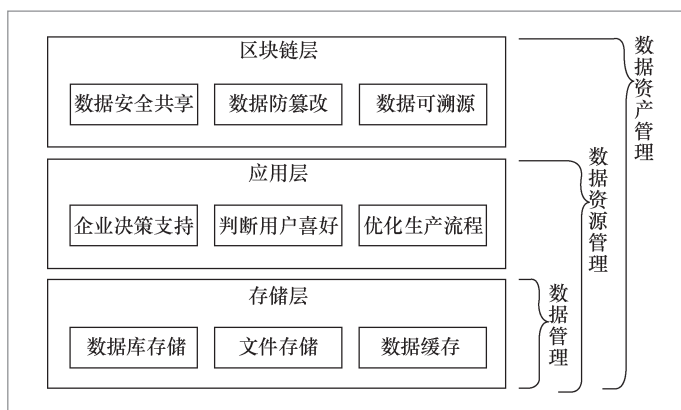 区块链层
数据安全共享
数据防篡改
数据可溯源
应用层
企业决策支持
判断用户喜好
优化生产流程
存储层
数据库存储
文件存储
数据缓存
数据管理
数据资源管理
数据资产管理